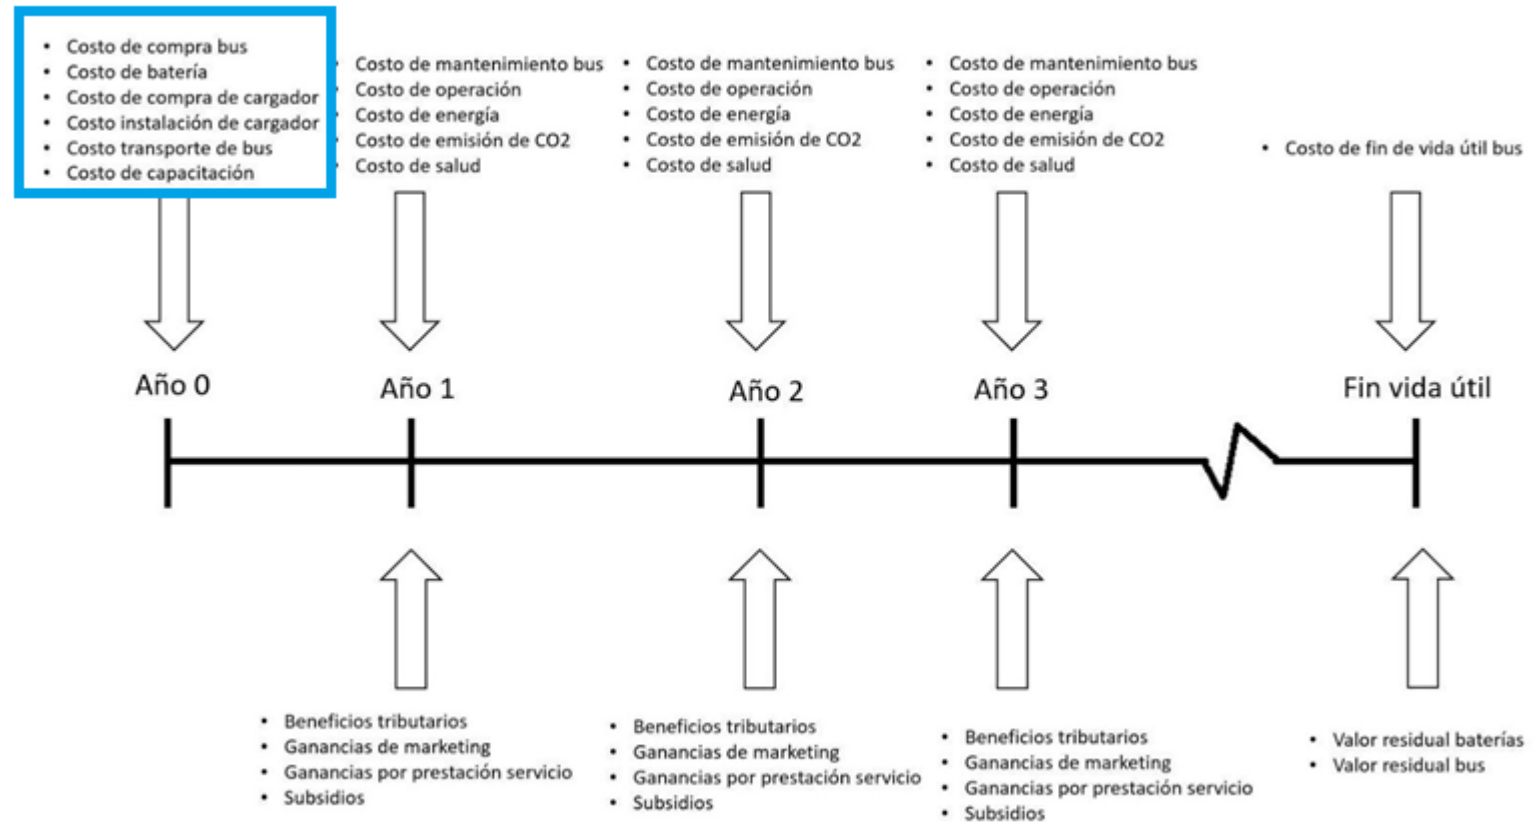 • Costo de compra bus
• Costo de batería
• Costo de compra de cargador
• Costo instalación de cargador
• Costo transporte de bus
• Costo de capacitación
• Costo de mantenimiento bus
Costo de operación
• Costo de energía
Costo de emisión de CO2
• Costo de salud
• Costo de mantenimiento bus
• Costo de operación
• Costo de energía
• Costo de emisión de CO2
• Costo de salud
• Costo de mantenimiento bus
• Costo de operación
• Costo de energía
• Costo de emisión de CO2
• Costo de salud
• Costo de fin de vida útil bus
Año 0
Año 1
Año 2
Año 3
Fin vida útil
• Beneficios tributarios
• Ganancias de marketing
• Ganancias por prestación servicio
• Subsidios
• Beneficios tributarios
• Ganancias de marketing
• Ganancias por prestación servicio
• Subsidios
• Beneficios tributarios
• Ganancias de marketing
• Ganancias por prestación servicio
• Subsidios
• Valor residual baterías
• Valor residual bus